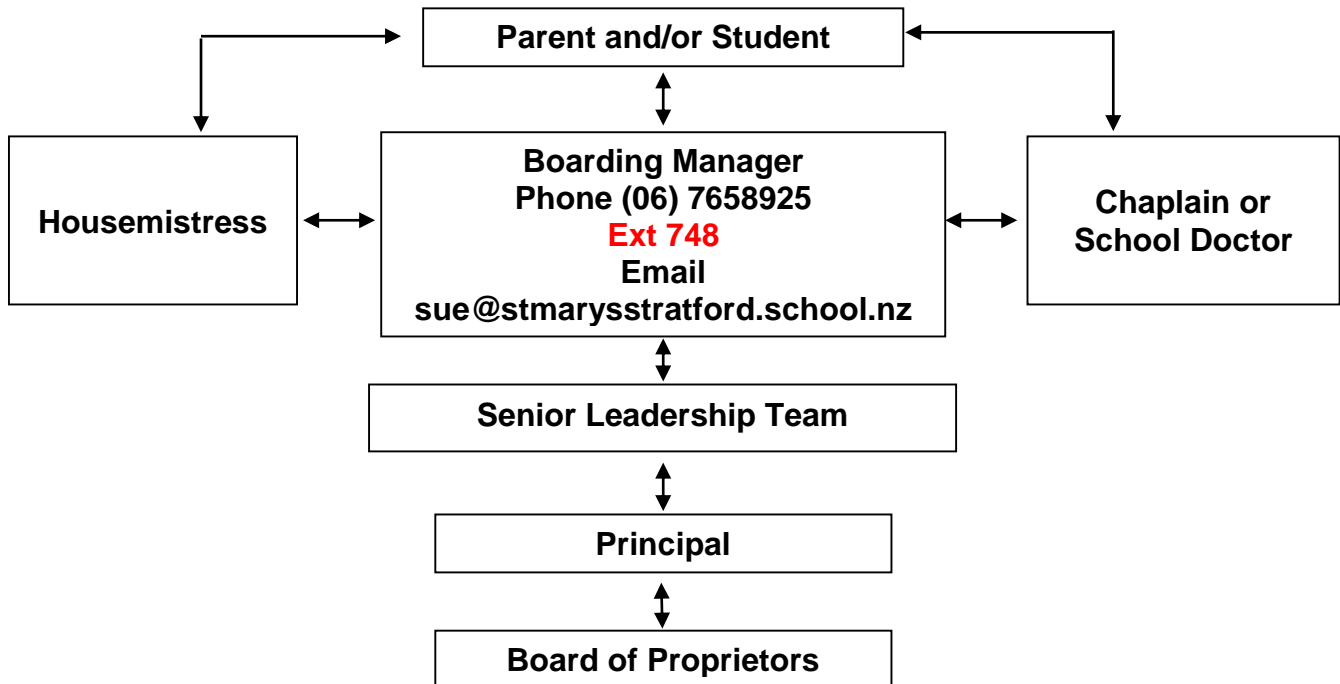 Parent and/or Student
Housemistress
Boarding Manager
Phone (06) 7658925
Ext 748
Email
sue@stmarysstratford.school.nz
Chaplain or
School Doctor
Senior Leadership Team
Principal
Board of Proprietors